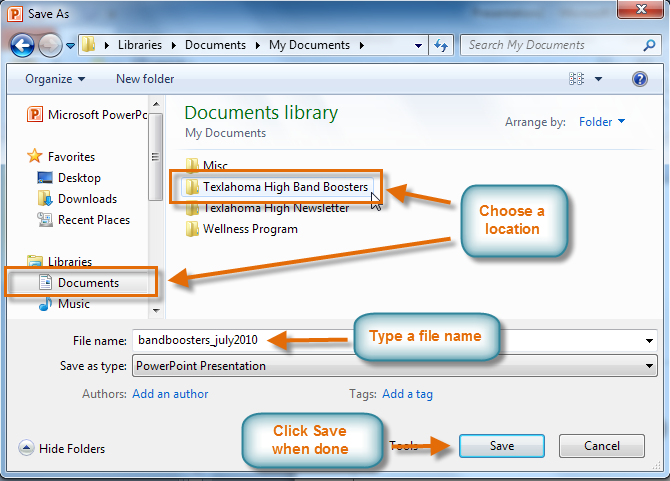 Save As
Libraries Documents My Documents
Search My Documents
Organize New folder
Microsoft PowerPo
Favorites
Desktop
Downloads
Recent Places
Libraries
Documents
Music
Documents library
My Documents
Arrange by: Folder
Misc
Texlahoma High Band Boosters
Texlahoma High Newsletter
Wellness Program
Choose a
location
File name: bandboosters_july2010
Type a file name
Save as type: PowerPoint Presentation
Authors: Add an author Tags: Add a tag
Click Save
when done
Hide Folders Tools Save Cancel